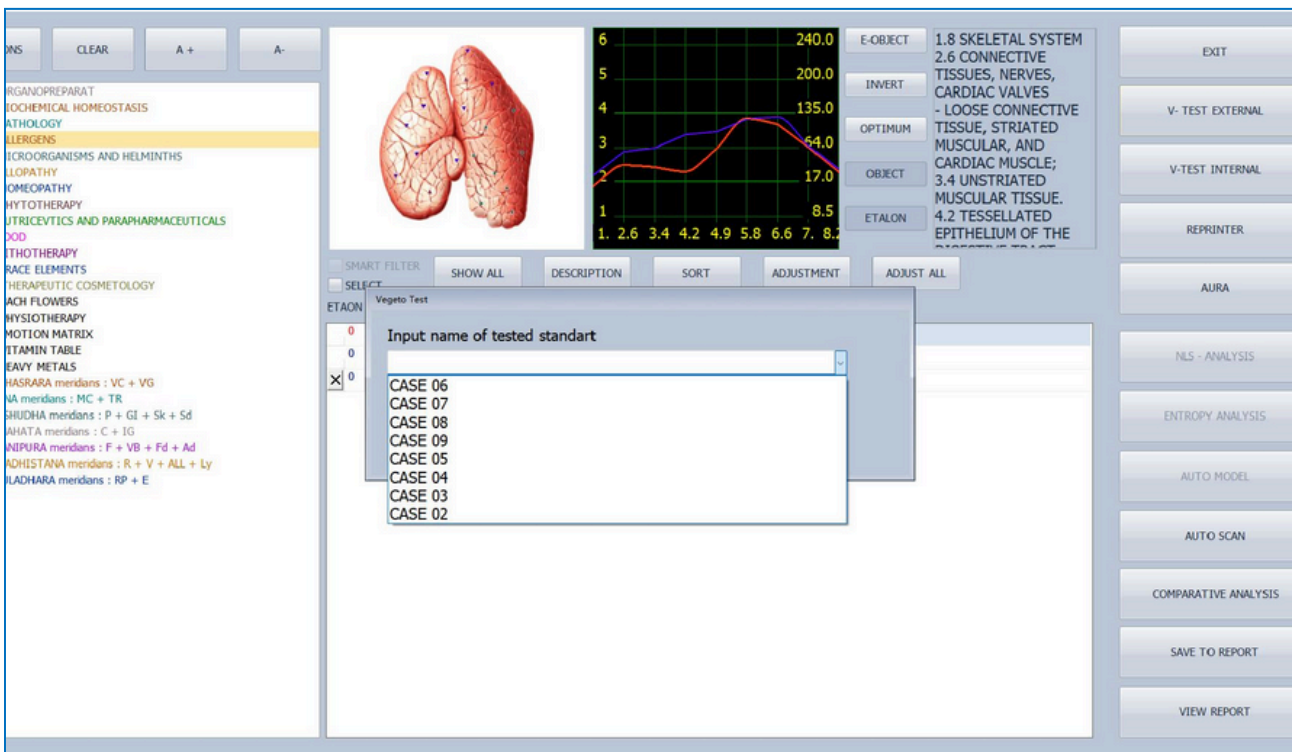 ONS
CLEAR
A +
A-
RGANOPREPARAT
IOCHEMICAL HOMEOSTASIS
ATHOLOGY
LLERGENS
ICROORGANISMS AND HELMINTHS
LLOPATHY
OMEOPATHY
HYTOTHERAPY
UTRICEVTICS AND PARAPHARMACEUTICALS
OOD
ITHOTHERAPY
RACE ELEMENTS
THERAPEUTIC COSMETOLOGY
ACH FLOWERS
HYSIOTHERAPY
MOTION MATRIX
ITAMIN TABLE
EAVY METALS
HASRARA meridians : VC + VG
NA meridians : MC + TR
SHUDHA meridians : P + GI + Sk + Sd
AHATA meridians : C + IG
ANIPURA meridians : F + VB + Fd + Ad
ADHISTANA meridians : R + V + ALL + Ly
ULADHARA meridians : RP + E
6 240.0
5 200.0
4 135.0
3 64.0
2 17.0
1 8.5
1. 2.6 3.4 4.2 4.9 5.8 6.6 7. 8.2
E-OBJECT
INVERT
OPTIMUM
OBJECT
ETALON
1.8 SKELETAL SYSTEM
2.6 CONNECTIVE
TISSUES, NERVES,
CARDIAC VALVES
- LOOSE CONNECTIVE
TISSUE, STRIATED
MUSCULAR, AND
CARDIAC MUSCLE;
3.4 UNSTRIATED
MUSCULAR TISSUE.
4.2 TESSELLATED
EPITHELIUM OF THE
DIGESTIVE TRACT
SMART FILTER
SELECT
SHOW ALL
DESCRIPTION
SORT
ADJUSTMENT
ADJUST ALL
ETAON
0
0
X 0
Vegeto Test
Input name of tested standart
CASE 06
CASE 07
CASE 08
CASE 09
CASE 05
CASE 04
CASE 03
CASE 02
EXIT
V- TEST EXTERNAL
V-TEST INTERNAL
REPRINTER
AURA
NLS - ANALYSIS
ENTROPY ANALYSIS
AUTO MODEL
AUTO SCAN
COMPARATIVE ANALYSIS
SAVE TO REPORT
VIEW REPORT